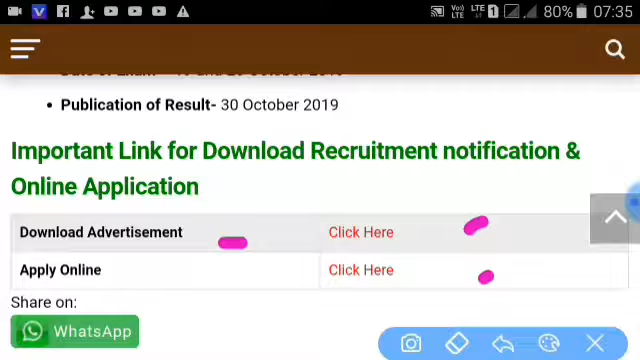 80% 07:35
Publication of Result- 30 October 2019
Important Link for Download Recruitment notification &
Online Application
Download Advertisement Click Here
Apply Online Click Here
Share on:
WhatsApp